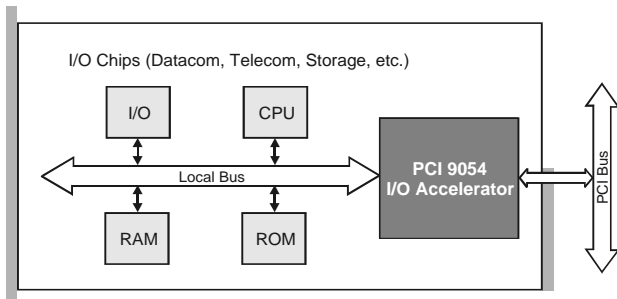 I/O Chips (Datacom, Telecom, Storage, etc.)
I/O
CPU
Local Bus
PCI 9054
I/O Accelerator
PCI Bus
RAM
ROM